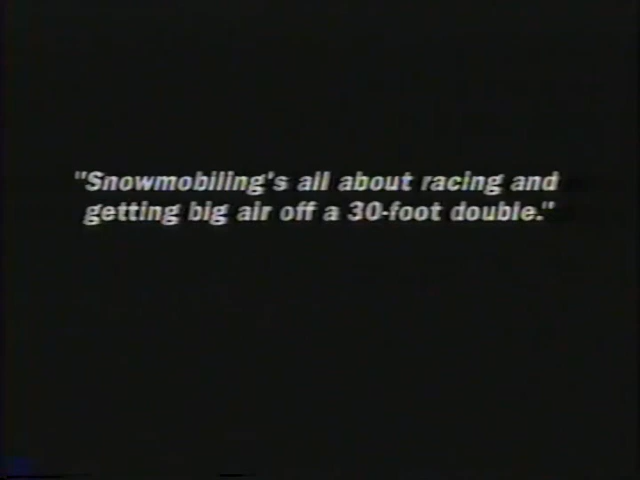 "Snowmobiling's all about racing and
getting big air off a 30-foot double."